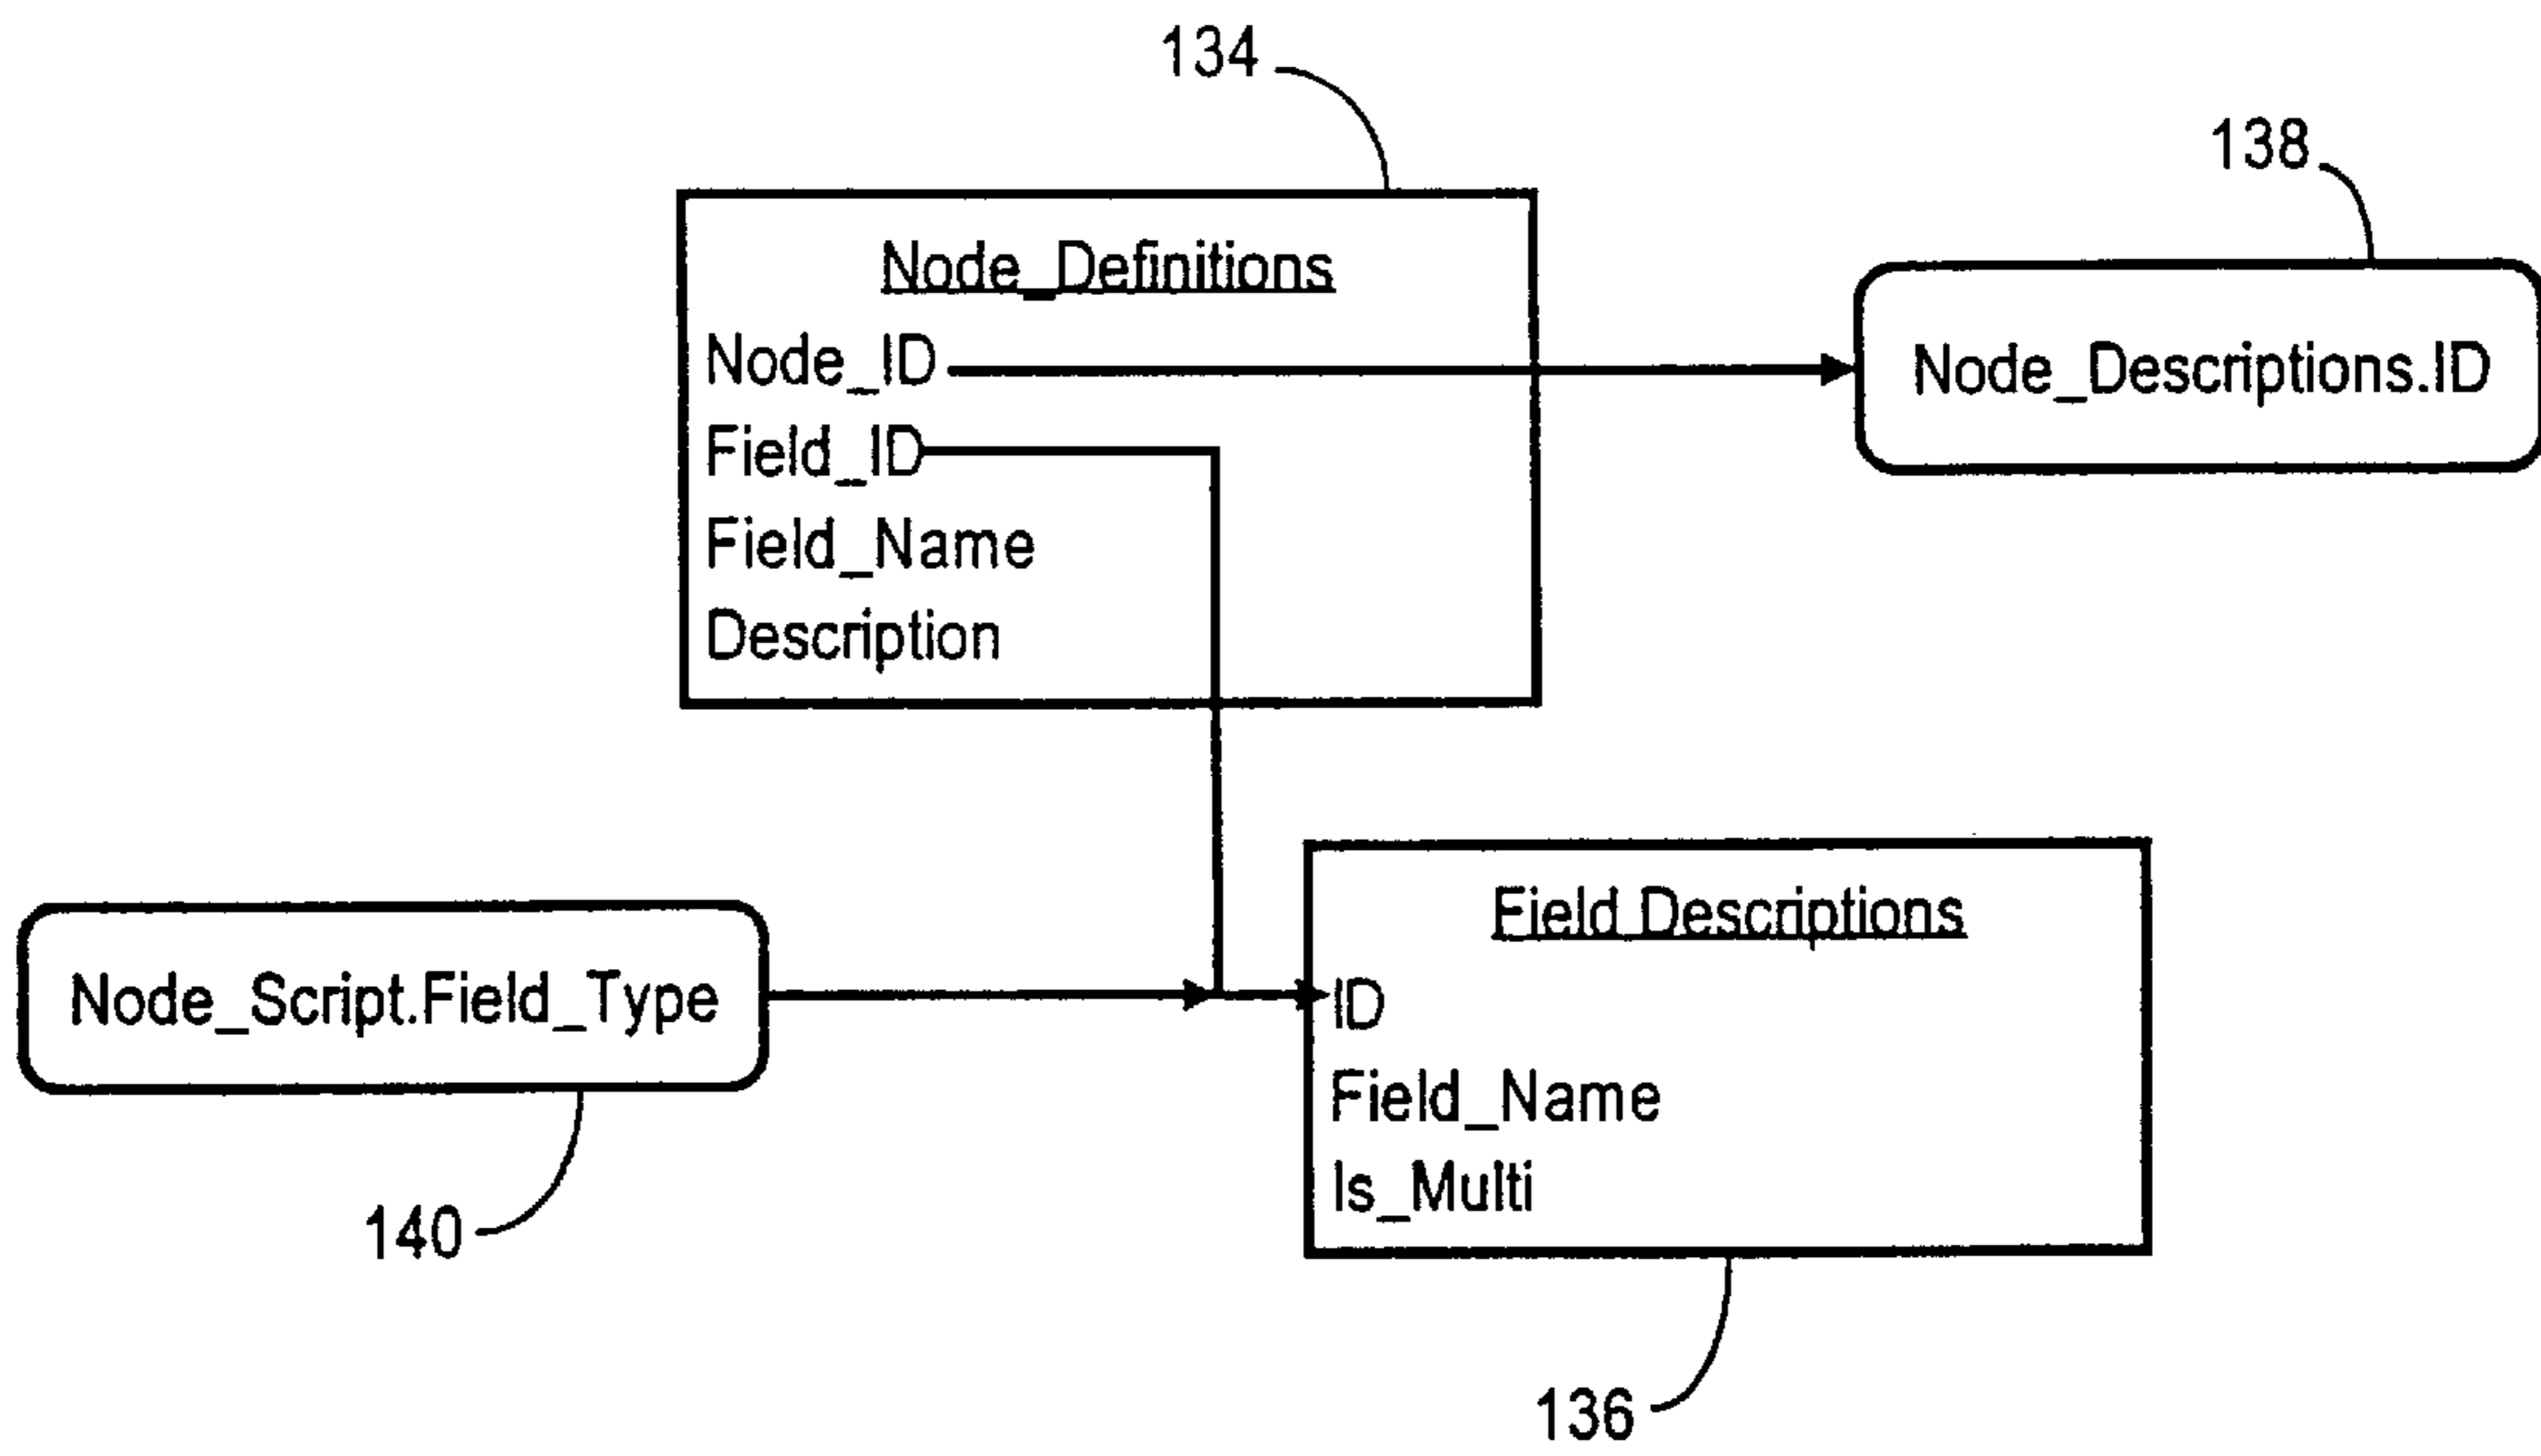 134
138
Node_Definitions
Node_ID
Node_Descriptions.ID
Field_ID
Field_Name
Description
Field Descriptions
Node_Script.Field_Type
ID
Field_Name
Is_Multi
140
136